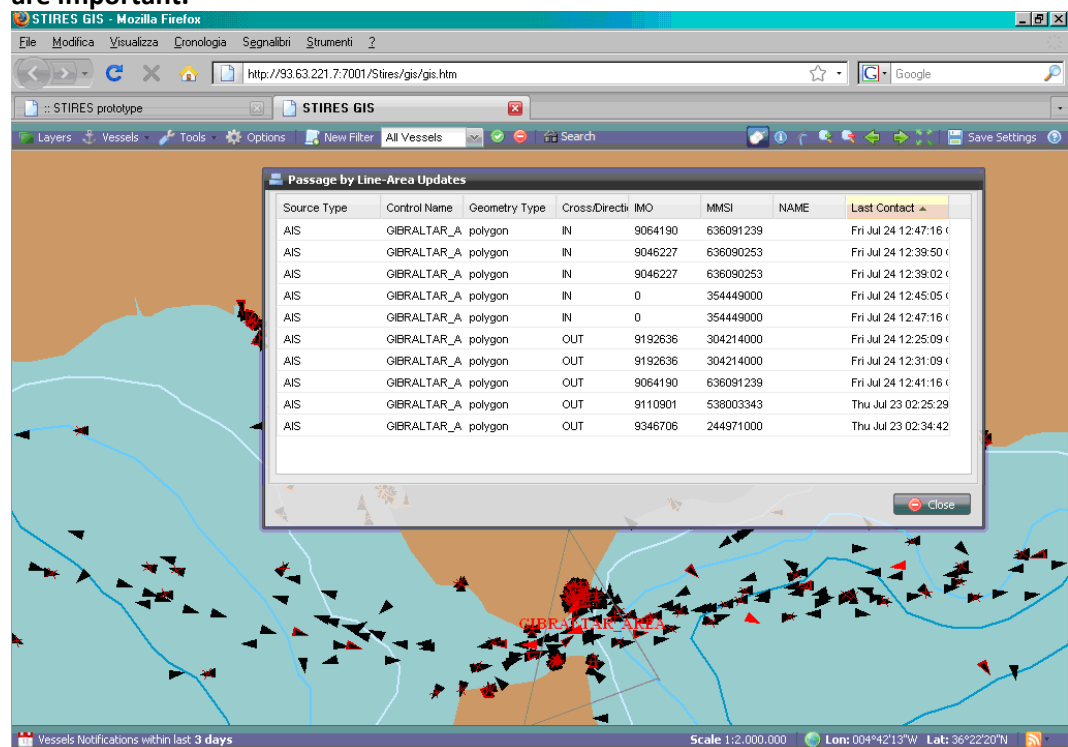 are important.
STIRES GIS - Mozilla Firefox
File Modifica Visualizza Cronologia Segnalibri Strumenti ?
http://93.63.221.7:7001/Stires/gis/gis.htm
G Google
:: STIRES prototype STIRES GIS
Layers Vessels Tools Options New Filter All Vessels Search Save Settings
Passage by Line-Area Updates
Source Type Control Name Geometry Type Cross/Directi IMO MMSI NAME Last Contact
AIS GIBRALTAR_A polygon IN 9064190 636091239 Fri Jul 24 12:47:16
AIS GIBRALTAR_A polygon IN 9046227 636090253 Fri Jul 24 12:39:50
AIS GIBRALTAR_A polygon IN 9046227 636090253 Fri Jul 24 12:39:02
AIS GIBRALTAR_A polygon IN 0 354449000 Fri Jul 24 12:45:05
AIS GIBRALTAR_A polygon IN 0 354449000 Fri Jul 24 12:47:16
AIS GIBRALTAR_A polygon OUT 9192636 304214000 Fri Jul 24 12:25:09
AIS GIBRALTAR_A polygon OUT 9192636 304214000 Fri Jul 24 12:31:09
AIS GIBRALTAR_A polygon OUT 9064190 636091239 Fri Jul 24 12:41:16
AIS GIBRALTAR_A polygon OUT 9110901 538003343 Thu Jul 23 02:25:29
AIS GIBRALTAR_A polygon OUT 9346706 244971000 Thu Jul 23 02:34:42
Close
GIBRALTAR_AREA
Vessels Notifications within last 3 days Scale 1:2.000.000 Lon: 004°42'13"W Lat: 36°22'20"N